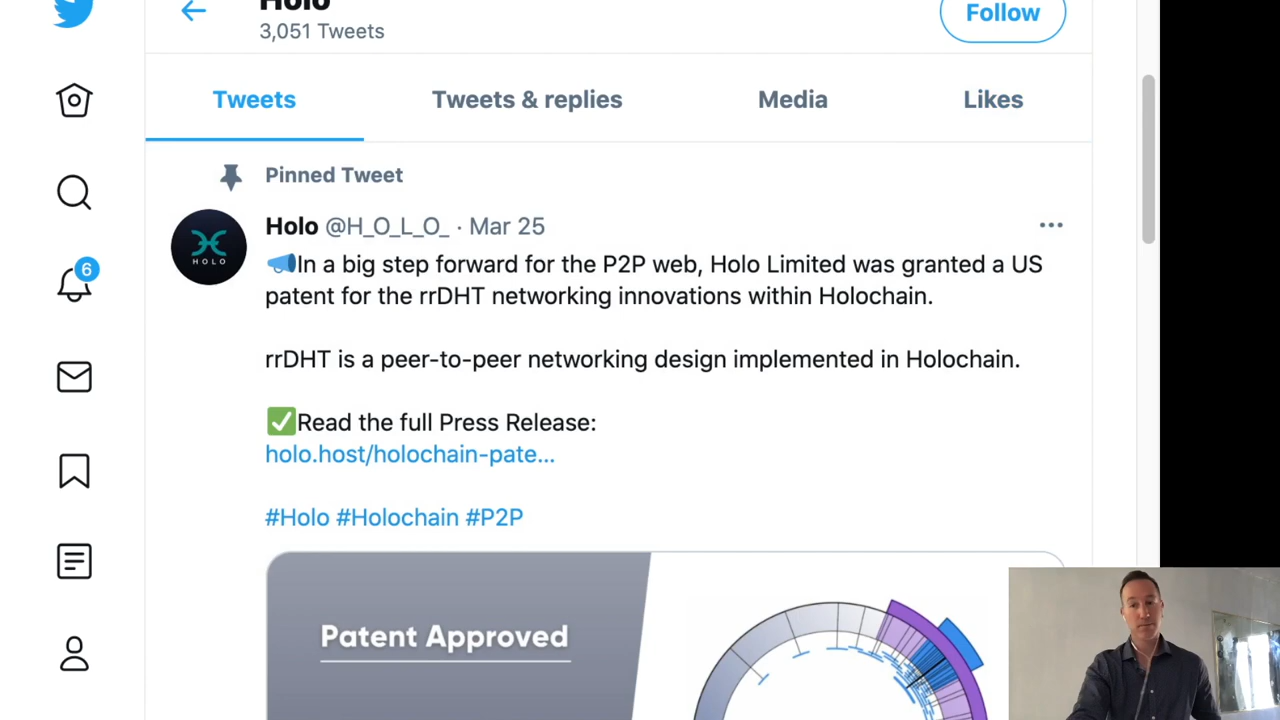 Holo
3,051 Tweets
Follow
Tweets
Tweets & replies
Media
Likes
6
Pinned Tweet
HOLO
Holo @H_O_L_O_ · Mar 25
📣In a big step forward for the P2P web, Holo Limited was granted a US
patent for the rrDHT networking innovations within Holochain.
rrDHT is a peer-to-peer networking design implemented in Holochain.
✅Read the full Press Release:
holo.host/holochain-pate...
#Holo #Holochain #P2P
Patent Approved